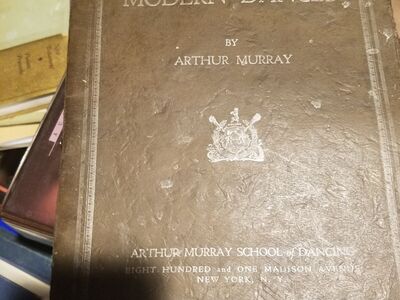 MODERN DANCES
BY
ARTHUR MURRAY
ARTHUR MURRAY SCHOOL of DANCING
EIGHT HUNDRED and ONE MADISON AVENUE
NEW YORK, N. Y.